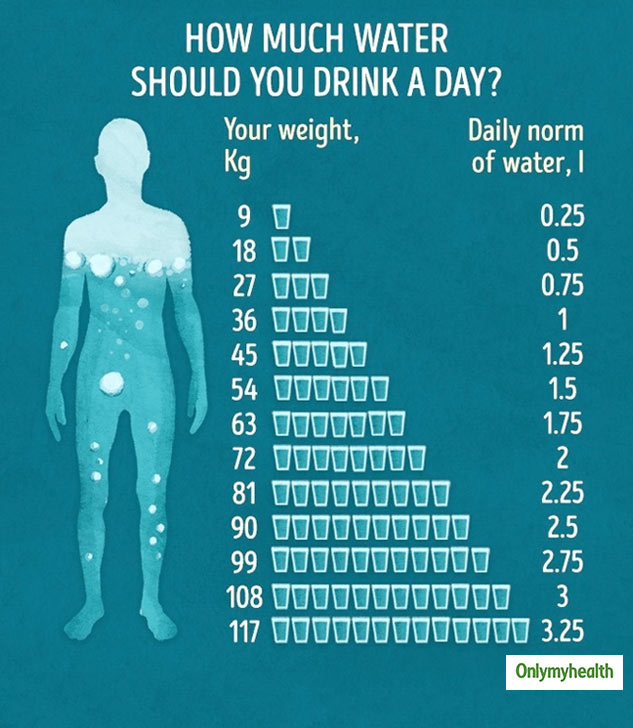 HOW MUCH WATER
SHOULD YOU DRINK A DAY?
Your weight, Daily norm
Kg of water, l
9 0.25
18 0.5
27 0.75
36 1
45 1.25
54 1.5
63 1.75
72 2
81 2.25
90 2.5
99 2.75
108 3
117 3.25
Onlymyhealth